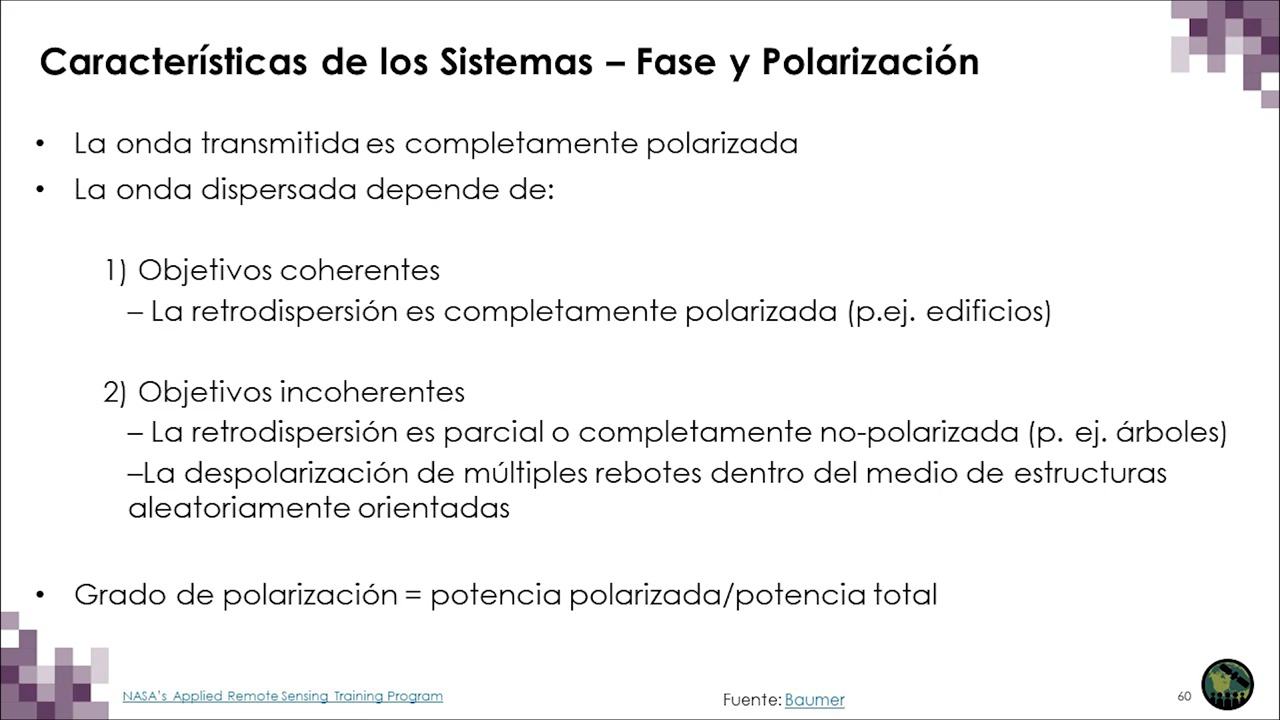 Características de los Sistemas – Fase y Polarización
• La onda transmitida es completamente polarizada
• La onda dispersada depende de:
1) Objetivos coherentes
– La retrodispersión es completamente polarizada (p.ej. edificios)
2) Objetivos incoherentes
– La retrodispersión es parcial o completamente no-polarizada (p. ej. árboles)
–La despolarización de múltiples rebotes dentro del medio de estructuras
aleatoriamente orientadas
• Grado de polarización = potencia polarizada/potencia total
NASA's Applied Remote Sensing Training Program
Fuente: Baumer
60